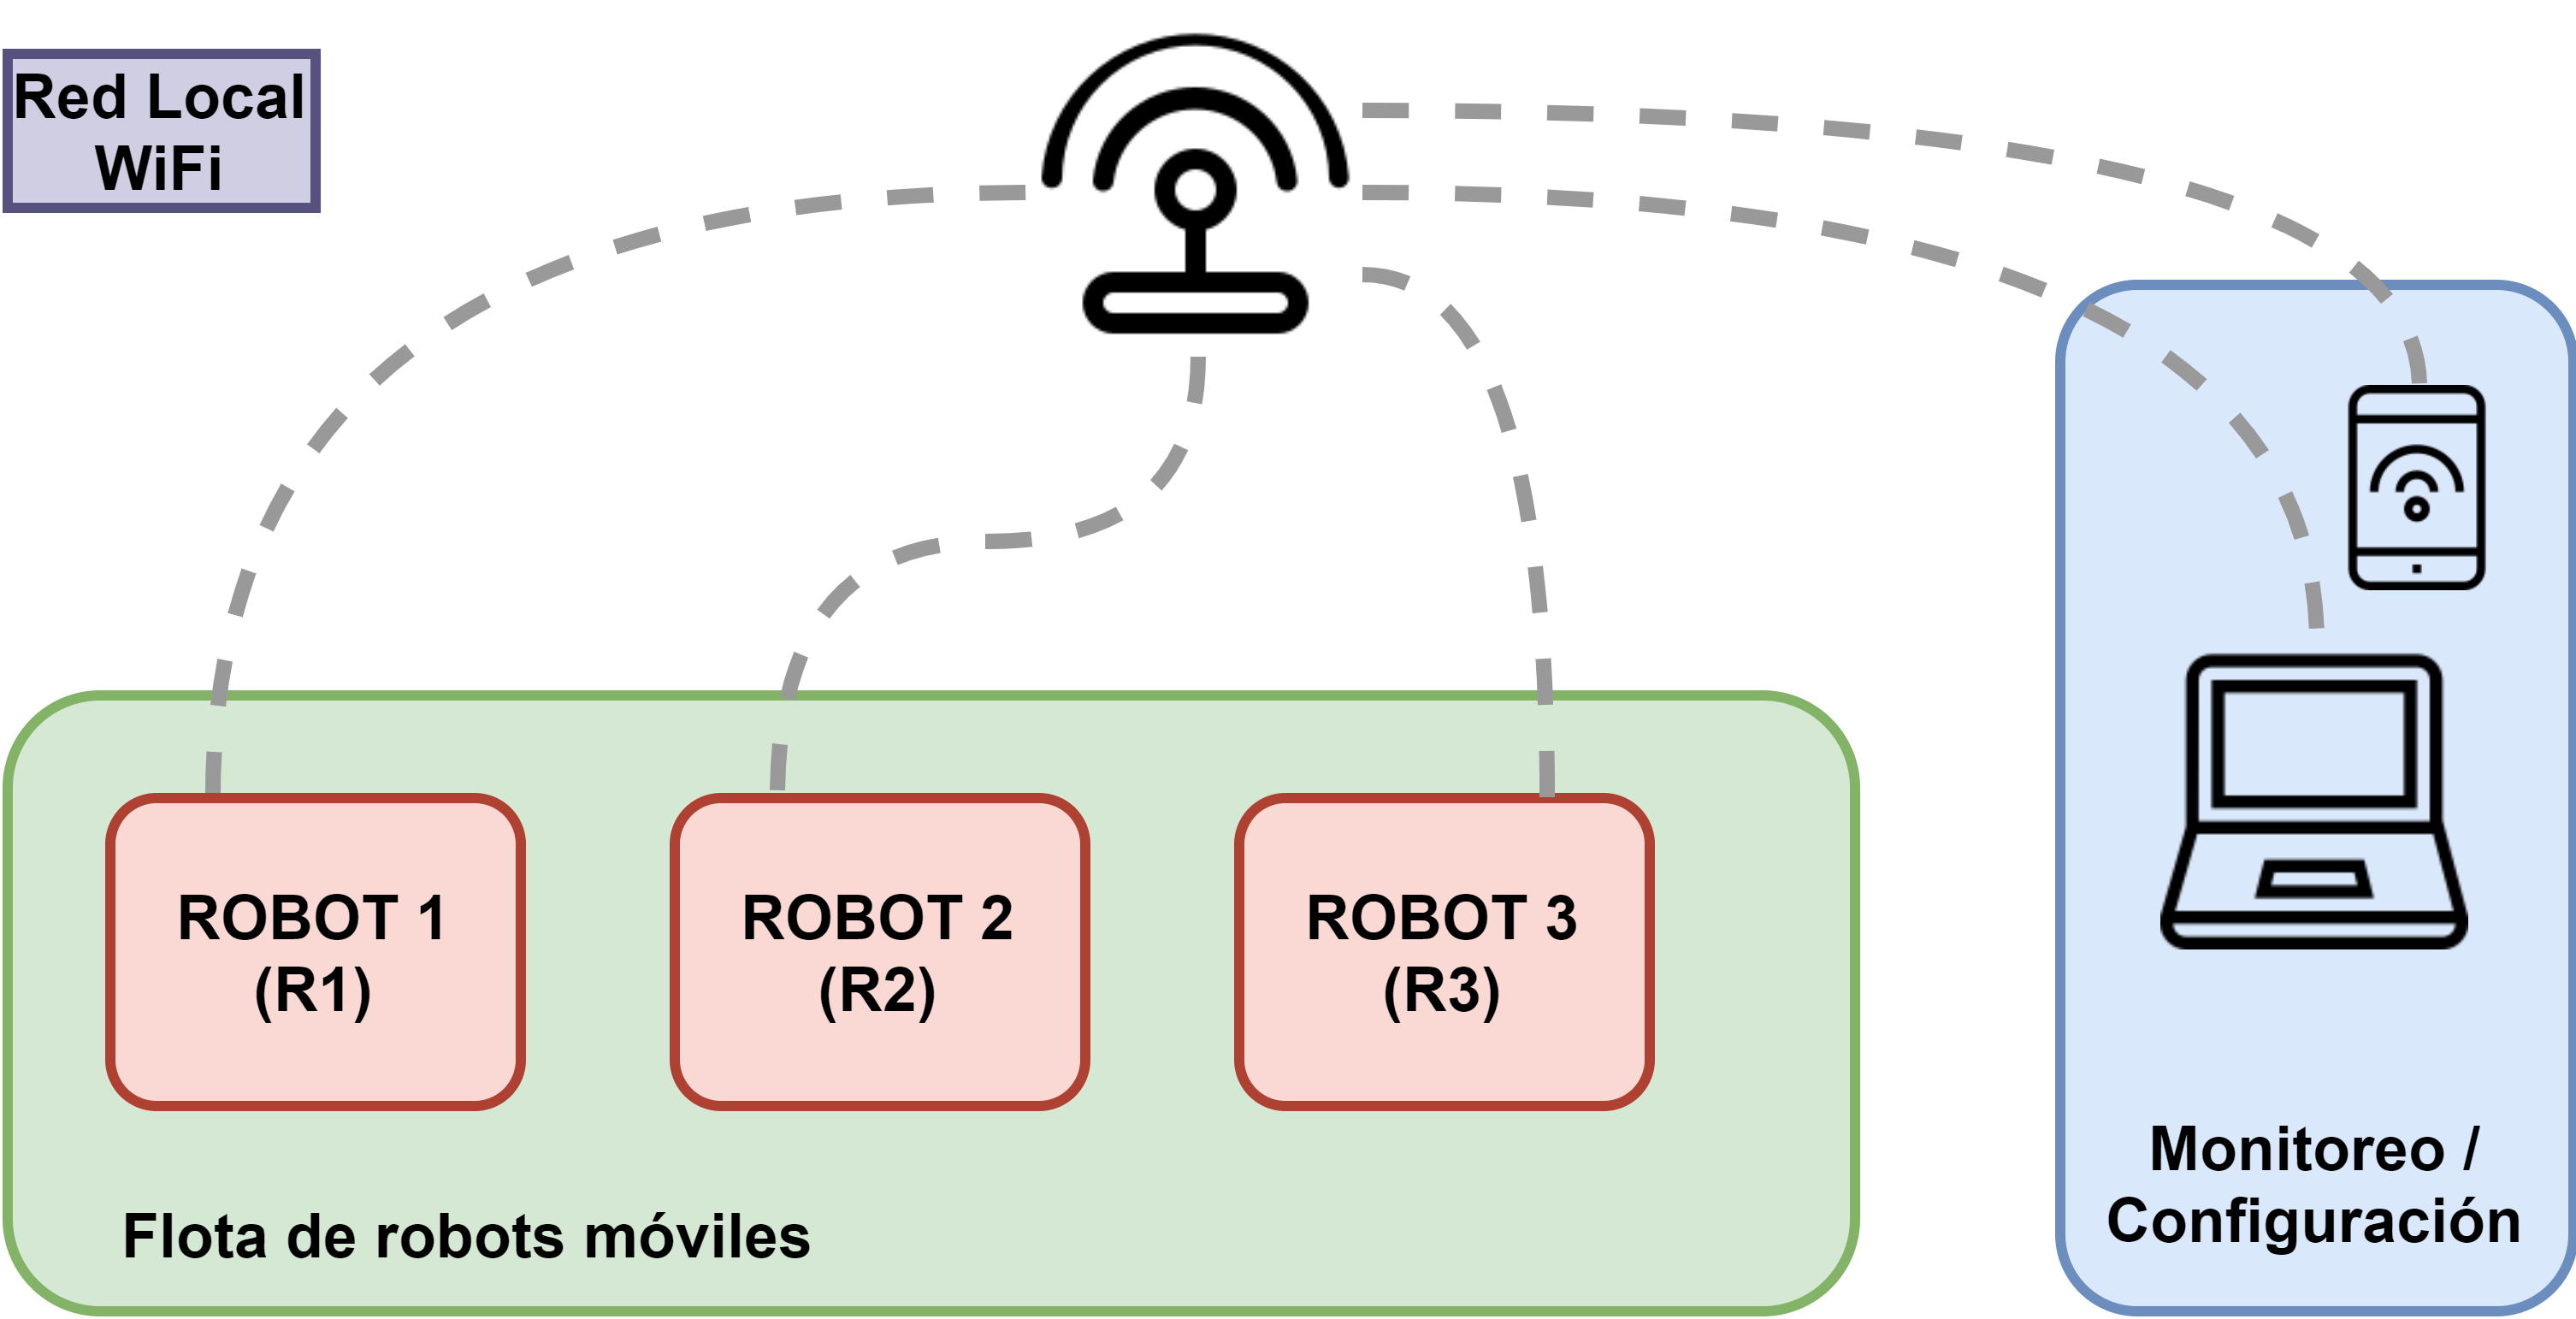 Red Local
WiFi
ROBOT 1
(R1)
ROBOT 2
(R2)
ROBOT 3
(R3)
Flota de robots móviles
Monitoreo /
Configuración